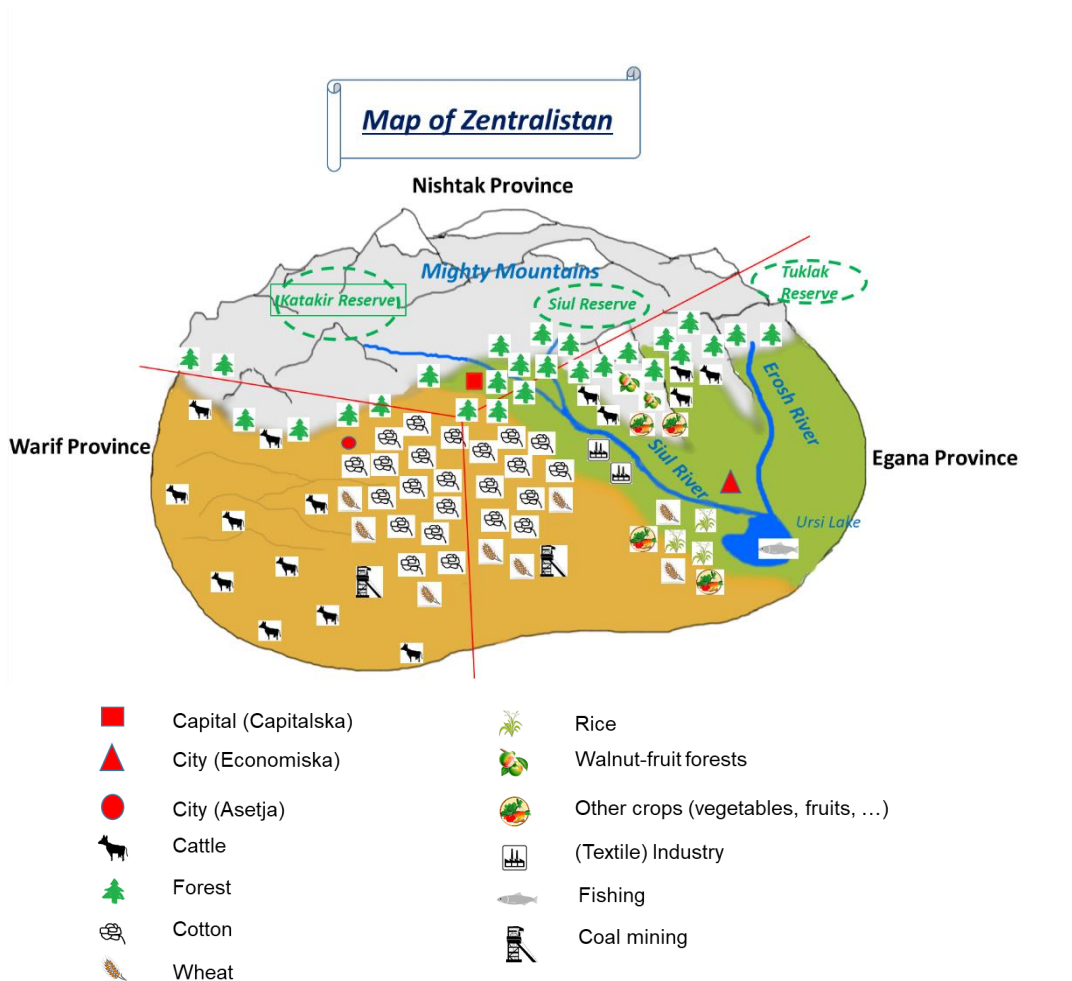 Map of Zentralistan
Nishtak Province
Mighty Mountains
Tuklak
Reserve
Katakir Reserve
Siul Reserve
Erosh River
Warif Province
Siul River
Egana Province
Ursi Lake
Capital (Capitalska)
City (Economiska)
City (Asetja)
Cattle
Forest
Cotton
Wheat
Rice
Walnut-fruit forests
Other crops (vegetables, fruits, …)
(Textile) Industry
Fishing
Coal mining